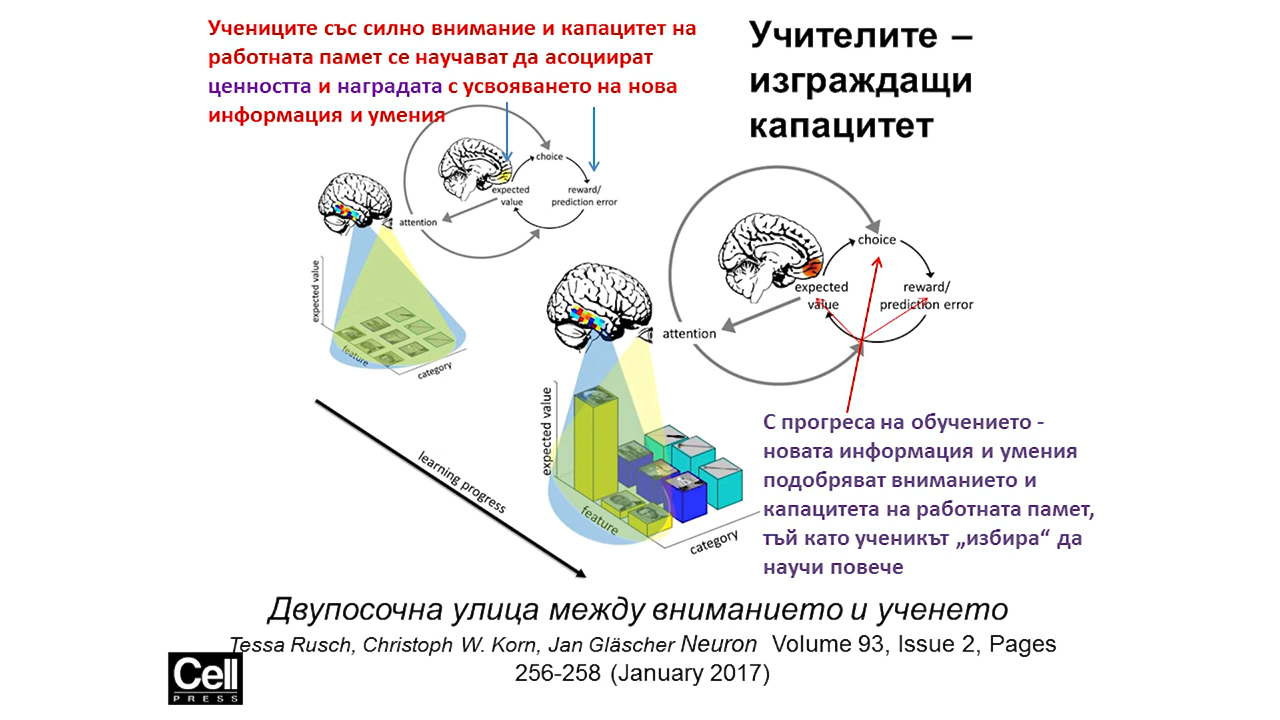 Учениците със силно внимание и капацитет на
работната памет се научават да асоциират
ценността и наградата с усвояването на нова
информация и умения
Учителите –
изграждащи
капацитет
choice
expected
value
reward/
prediction error
attention
expected value
feature
category
choice
expected
value
reward/
prediction error
attention
expected value
feature
category
learning progress
С прогреса на обучението -
новата информация и умения
подобряват вниманието и
капацитета на работната памет,
тъй като ученикът „избира“ да
научи повече
Двупосочна улица между вниманието и ученето
Tessa Rusch, Christoph W. Korn, Jan Gläscher Neuron Volume 93, Issue 2, Pages
256-258 (January 2017)
Cell
PRESS